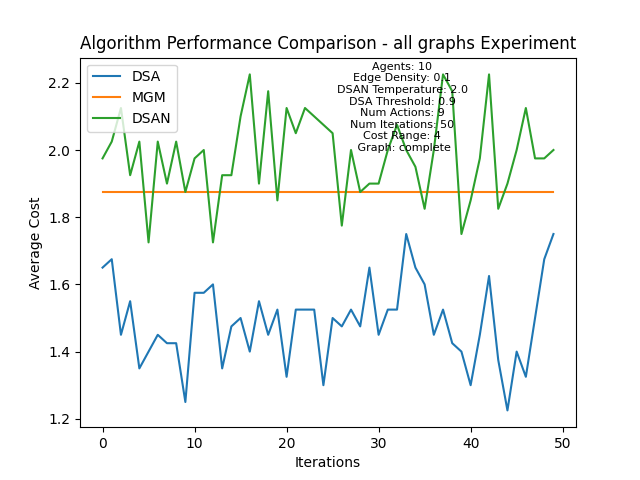 Algorithm Performance Comparison - all graphs Experiment
DSA
MGM
DSAN
Agents: 10
Edge Density: 0.1
DSAN Temperature: 2.0
DSA Threshold: 0.9
Num Actions: 9
Num Iterations: 50
Cost Range: 4
Graph: complete
Average Cost
2.2
2.0
1.8
1.6
1.4
1.2
0 10 20 30 40 50
Iterations